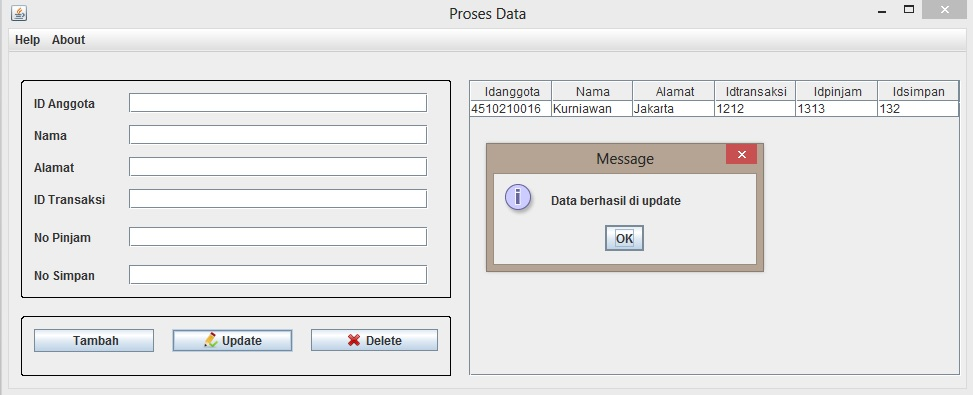 Proses Data
Help About
ID Anggota
Nama
Alamat
ID Transaksi
No Pinjam
No Simpan
Tambah Update Delete
Idanggota Nama Alamat Idtransaksi Idpinjam Idsimpan
4510210016 Kurniawan Jakarta 1212 1313 132
Message
Data berhasil di update
OK